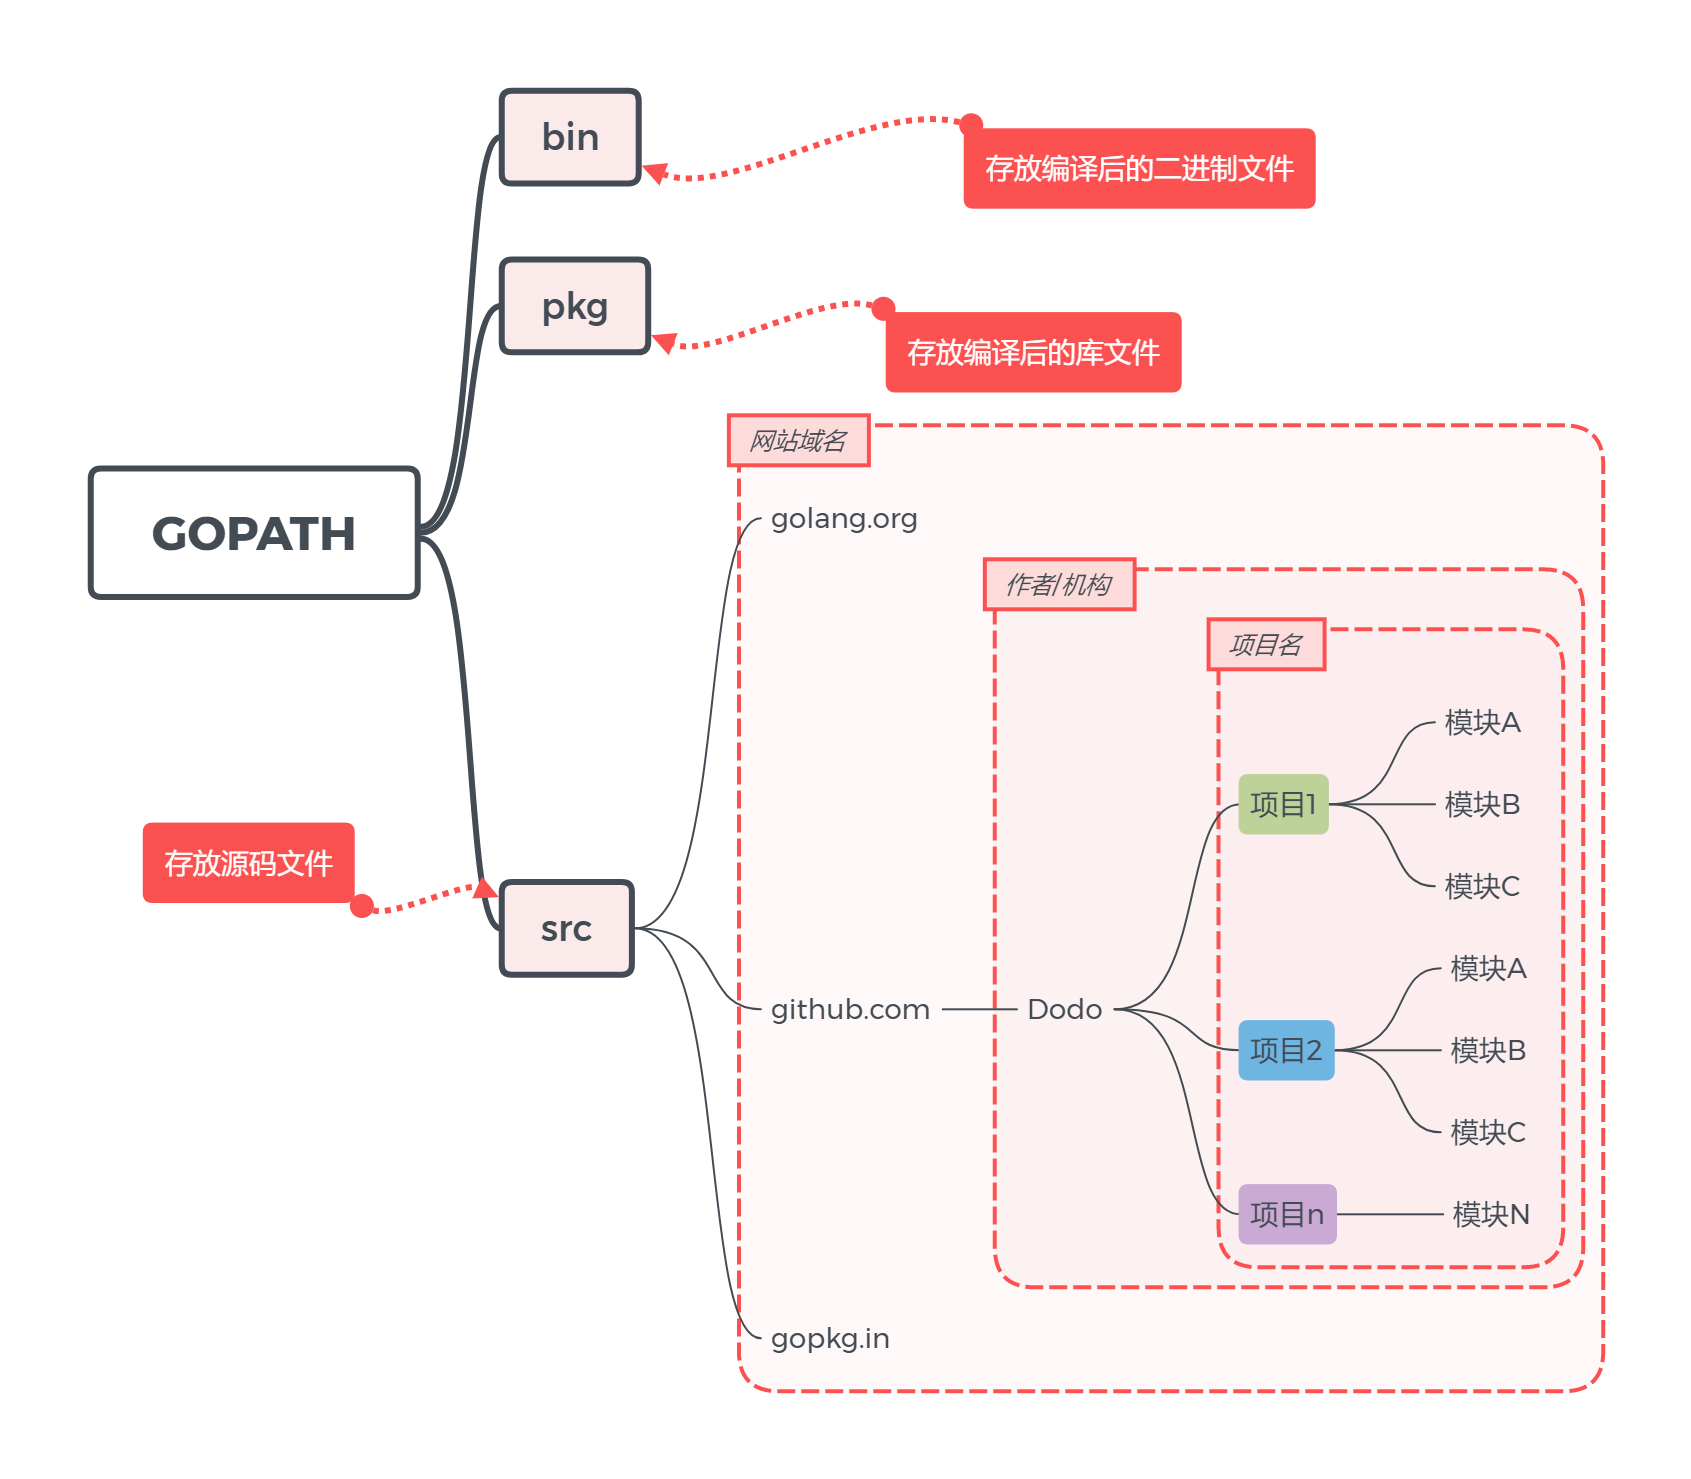 bin
存放编译后的二进制文件
pkg
存放编译后的库文件
GOPATH
网站域名
golang.org
作者/机构
项目名
模块A
项目1
模块B
模块C
存放源码文件
src
模块A
github.com
Dodo
项目2
模块B
模块C
项目n
模块N
gopkg.in